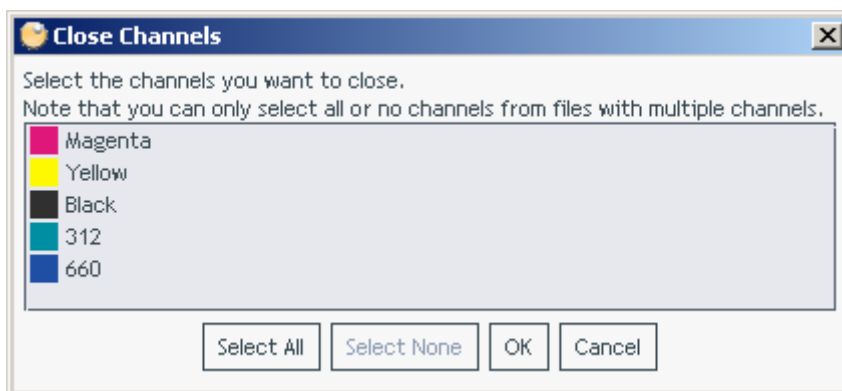 Close Channels
Select the channels you want to close.
Note that you can only select all or no channels from files with multiple channels.
Magenta
Yellow
Black
312
660
Select All Select None OK Cancel